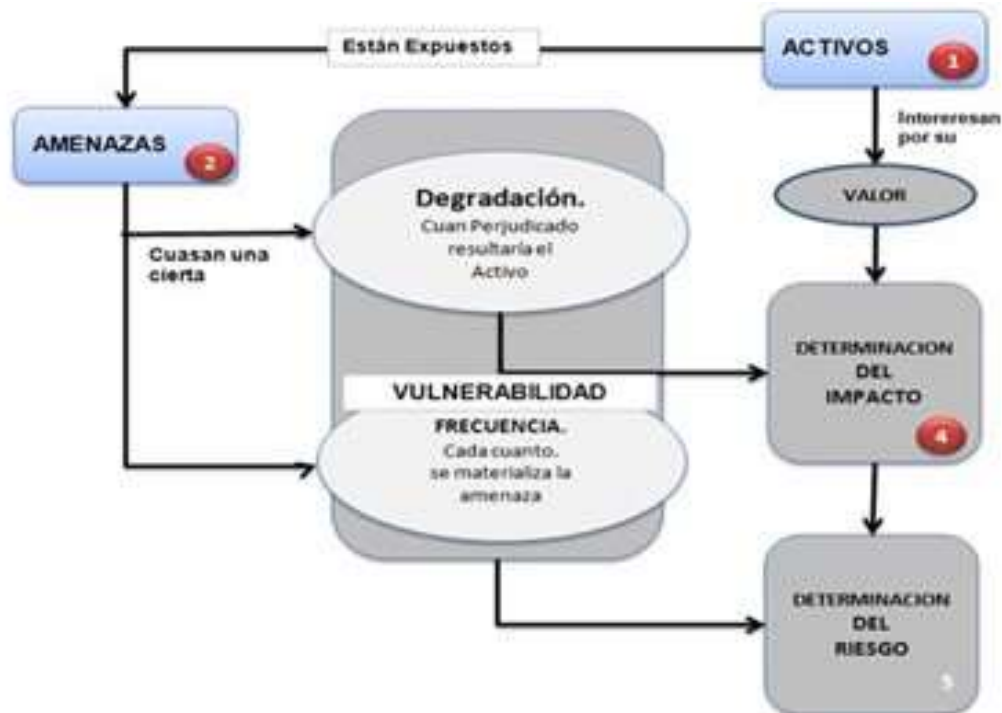 Están Expuestos
ACTIVOS
1
AMENAZAS
2
Intereresan
por su
VALOR
Degradación.
Cuan Perjudicado
resultaría el
Activo
Cuasan una
cierta
DETERMINACION
DEL
IMPACTO
4
VULNERABILIDAD
FRECUENCIA.
Cada cuanto.
se materializa la
amenaza
DETERMINACION
DEL
RIESGO